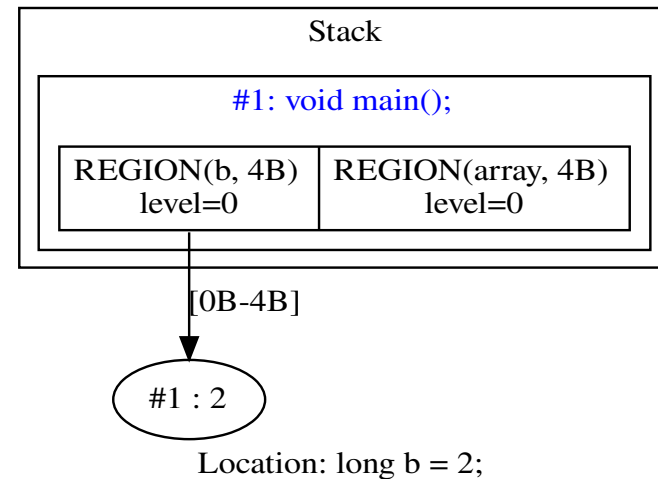 Stack
#1: void main();
REGION(b, 4B)
level=0
REGION(array, 4B)
level=0
[0B-4B]
#1 : 2
Location: long b = 2;